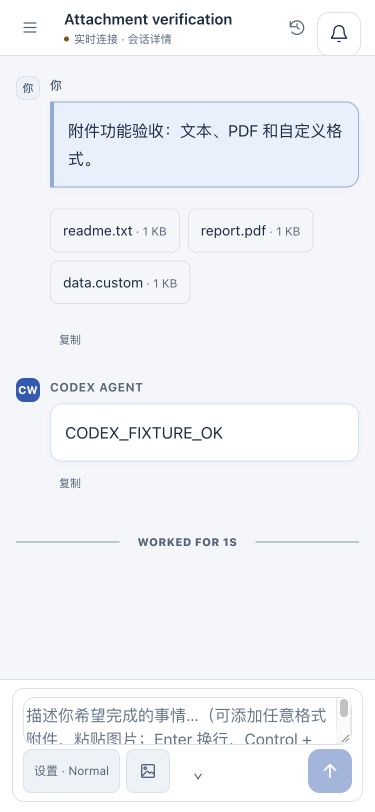 Attachment verification
实时连接 · 会话详情
你
你
附件功能验收：文本、PDF 和自定义格
式。
readme.txt · 1 KB
report.pdf · 1 KB
data.custom · 1 KB
复制
CW
CODEX AGENT
CODEX_FIXTURE_OK
复制
WORKED FOR 1S
描述你希望完成的事情...（可添加任意格式
附件、粘贴图片；Enter 换行，Control +
设置 · Normal